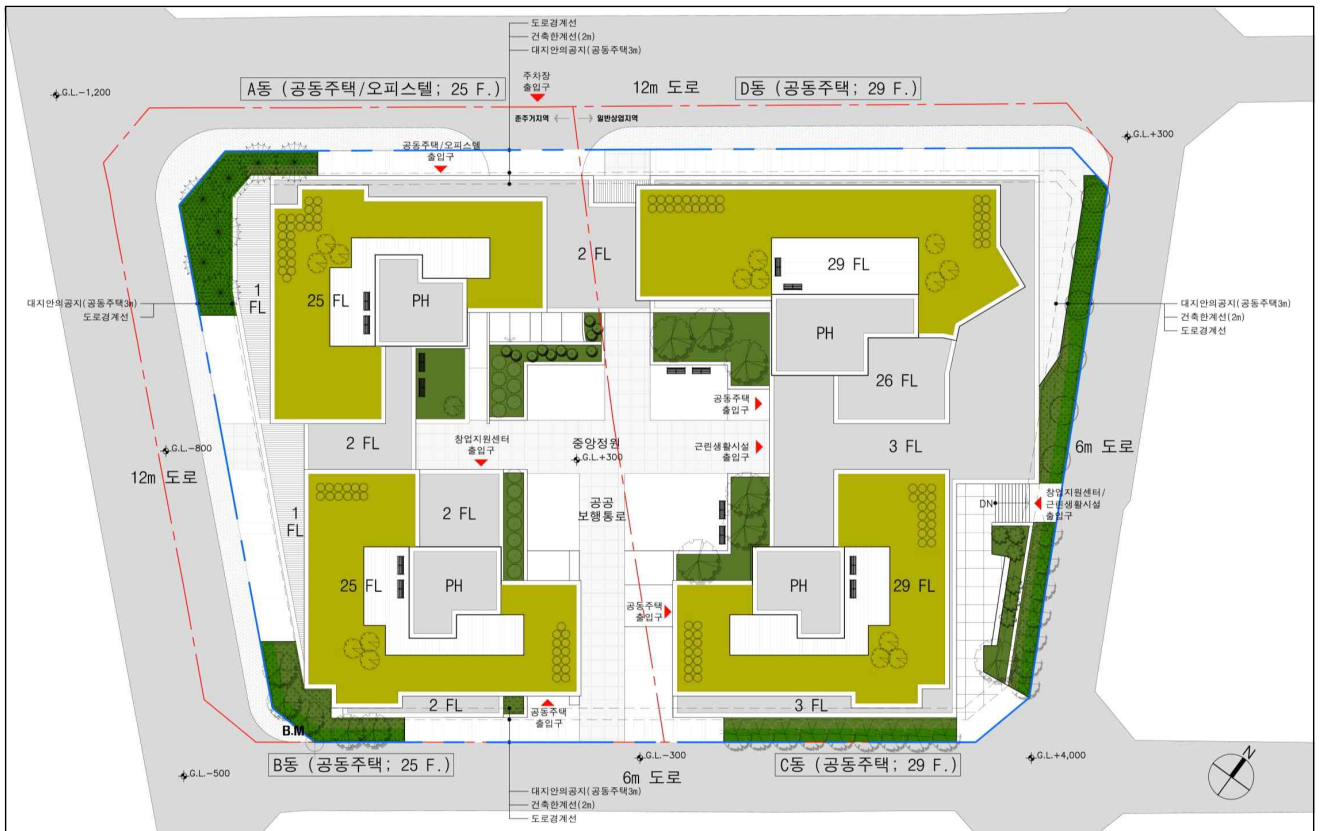 도로경계선
건축한계선(2m)
대지안의공지(공동주택3m)
A동 (공동주택/오피스텔; 25 F.)
주차장
출입구
12m 도로
D동 (공동주택; 29 F.)
G.L.-1,200
준주거지역
일반상업지역
G.L.+300
공동주택/오피스텔
출입구
2 FL
29 FL
1
FL
25 FL
PH
대지안의공지(공동주택3m)
도로경계선
대지안의공지(공동주택3m)
건축한계선(2m)
도로경계선
PH
26 FL
공동주택
출입구
2 FL
창업지원센터
출입구
중앙정원
G.L.+300
근린생활시설
출입구
3 FL
6m 도로
G.L.-800
12m 도로
공공
보행통로
DN
창업지원센터/
근린생활시설
출입구
1
FL
2 FL
25 FL
PH
PH
29 FL
공동주택
출입구
2 FL
공동주택
출입구
3 FL
B.M
G.L.-500
B동 (공동주택; 25 F.)
G.L.-300
6m 도로
C동 (공동주택; 29 F.)
G.L.+4,000
N
대지안의공지(공동주택3m)
건축한계선(2m)
도로경계선